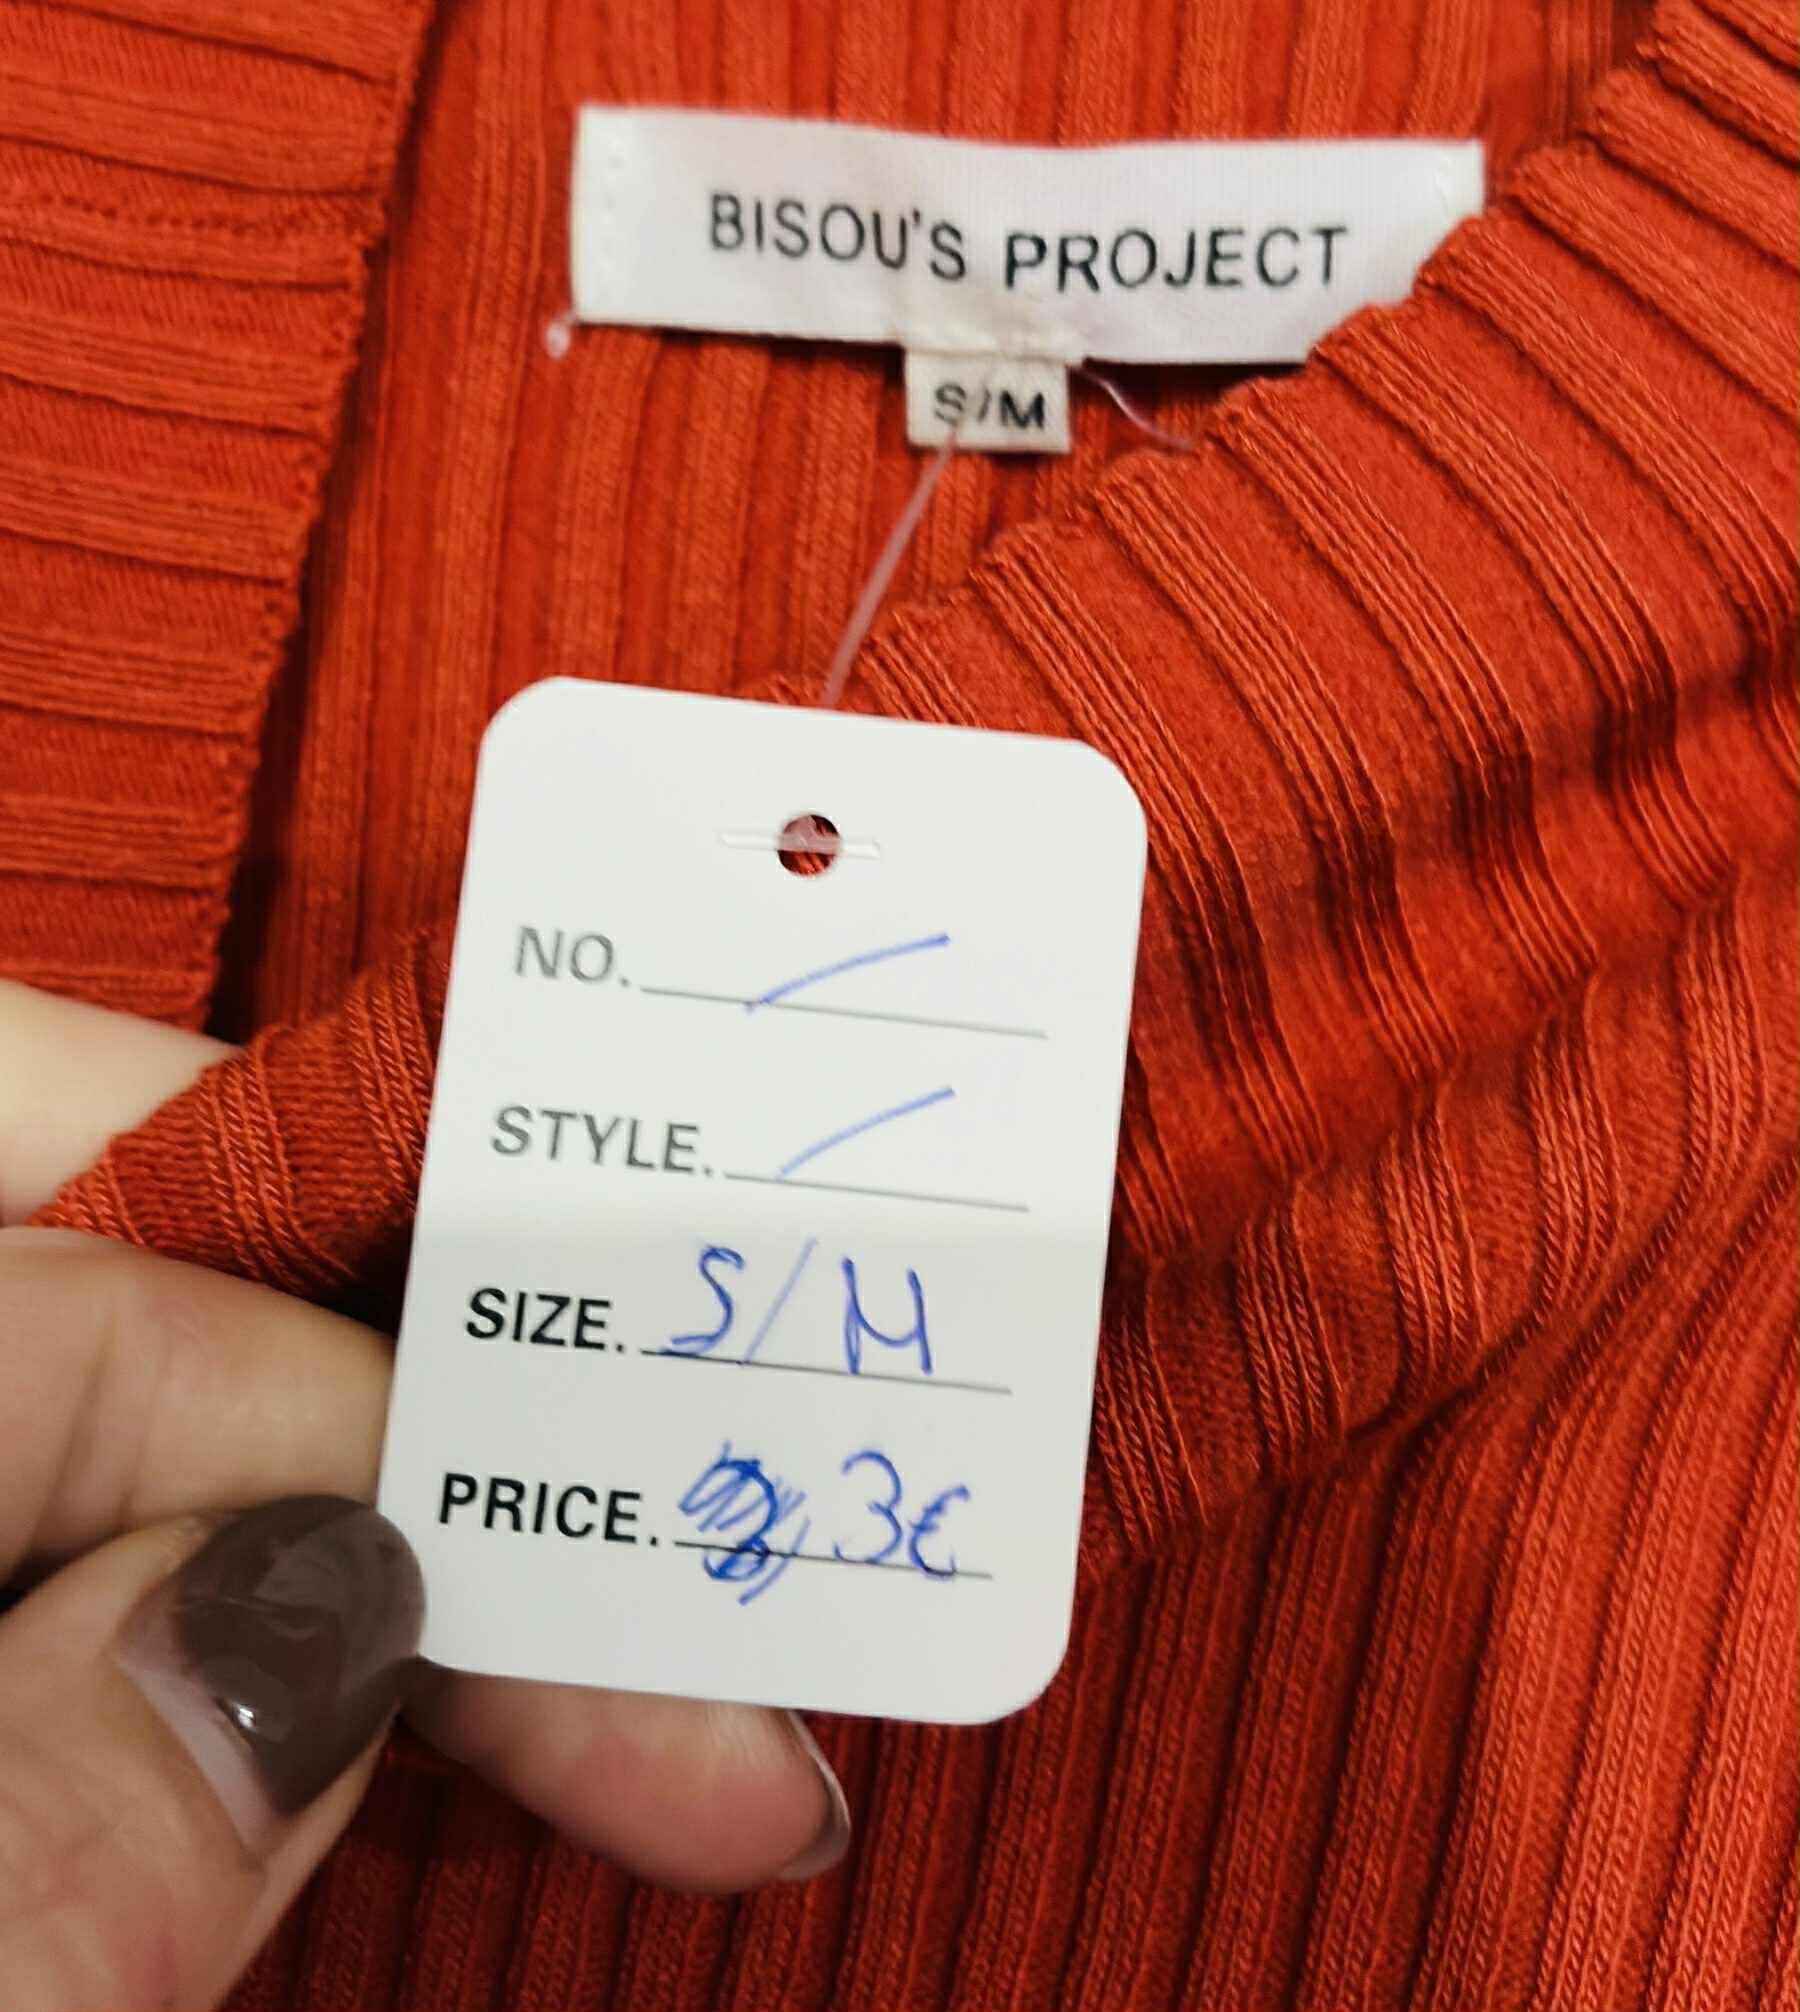 BISOU'S PROJECT
S/M
NO.
STYLE.
SIZE. S/M
PRICE. 3€